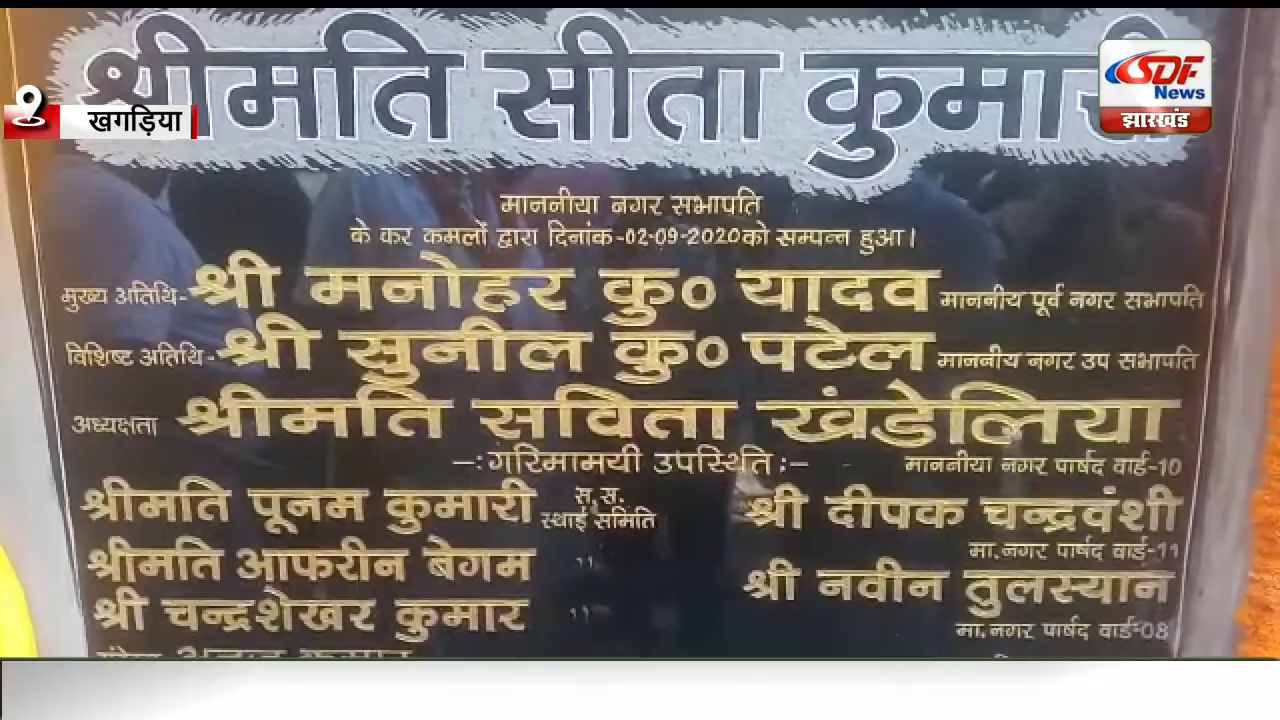 श्रीमति सीता कुमारी
SDF
News
झारखंड
खगड़िया
माननीया नगर सभापति
के कर कमलों द्वारा दिनांक-02-09-2020 को सम्पन्न हुआ।
मुख्य अतिथि- श्री मनोहर कु० यादव माननीय पूर्व नगर सभापति
विशिष्ट अतिथि- श्री सुनील कु० पटेल माननीय नगर उप सभापति
अध्यक्षता श्रीमति सविता खंडेलिया
माननीया नगर पार्षद वार्ड-10
-:गरिमामयी उपस्थिति:-
श्रीमति पूनम कुमारी स.स. स्थाई समिति
श्री दीपक चन्द्रवंशी
मा.नगर पार्षद वार्ड-11
श्रीमति आफरीन बेगम ,,
श्री नवीन तुलस्यान
मा.नगर पार्षद वार्ड-08
श्री चन्द्रशेखर कुमार ,,